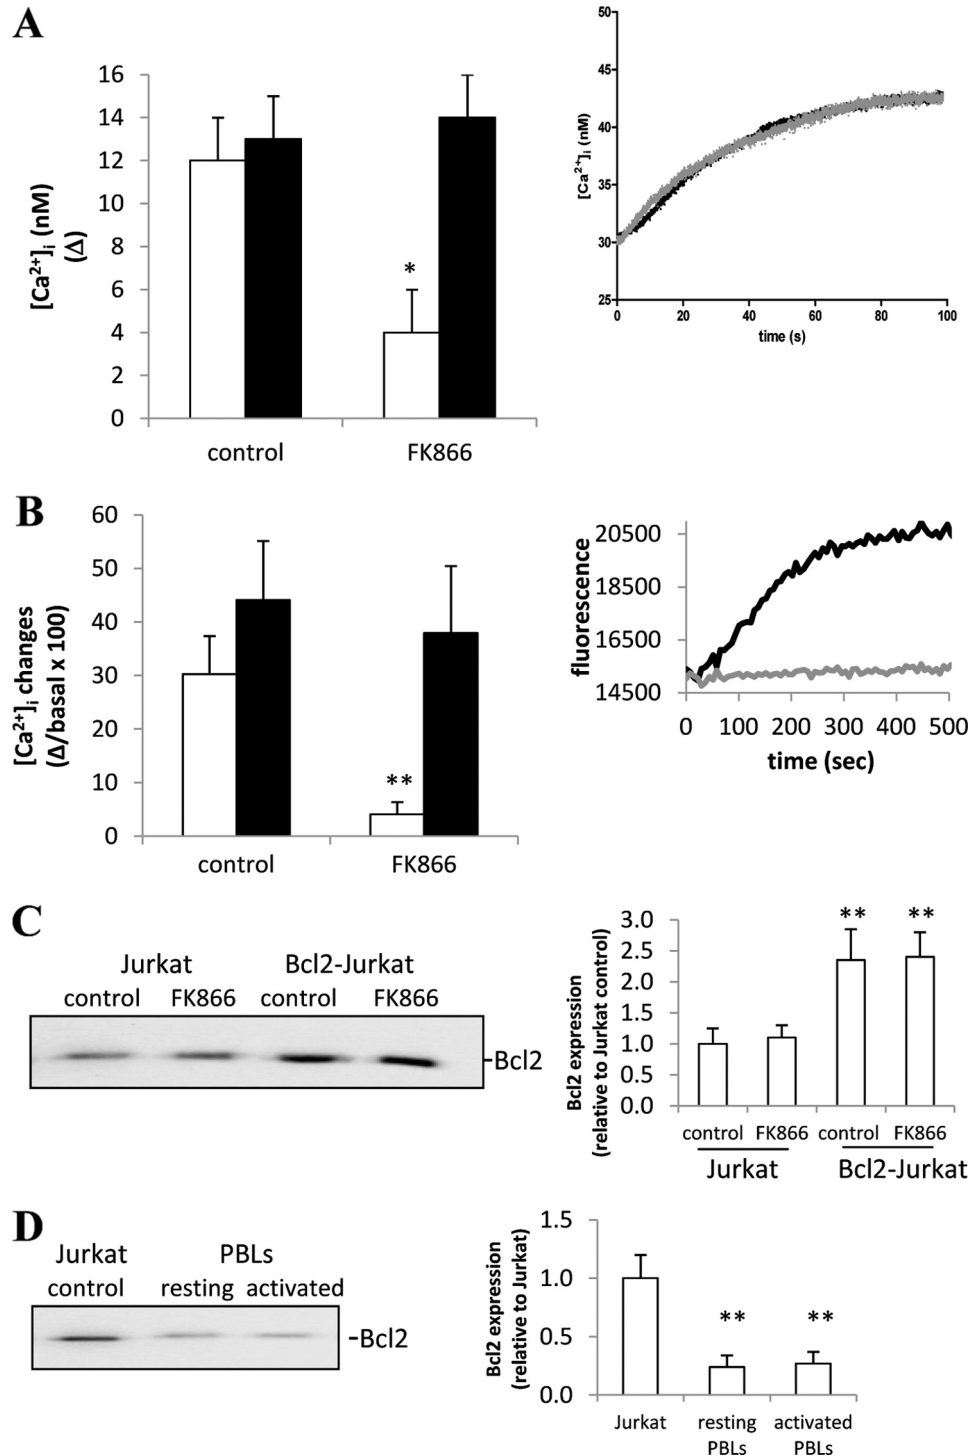 A
[Ca²⁺]ᵢ (nM)
(Δ)
16
14
12
10
8
6
4
2
0
*
control
FK866
[Ca²⁺]ᵢ (nM)
50
45
40
35
30
25
0
20
40
60
80
100
time (s)
B
[Ca²⁺]ᵢ changes
(Δ/basal x 100)
60
50
40
30
20
10
0
**
control
FK866
fluorescence
20500
18500
16500
14500
0
100
200
300
400
500
time (sec)
C
Jurkat
Bcl2-Jurkat
control
FK866
control
FK866
-Bcl2
Bcl2 expression
(relative to Jurkat control)
3.0
2.5
2.0
1.5
1.0
0.5
0.0
**
**
control
FK866
control
FK866
Jurkat
Bcl2-Jurkat
D
Jurkat
PBLs
control
resting
activated
-Bcl2
Bcl2 expression
(relative to Jurkat)
1.5
1.0
0.5
0.0
**
**
Jurkat
resting
PBLs
activated
PBLs